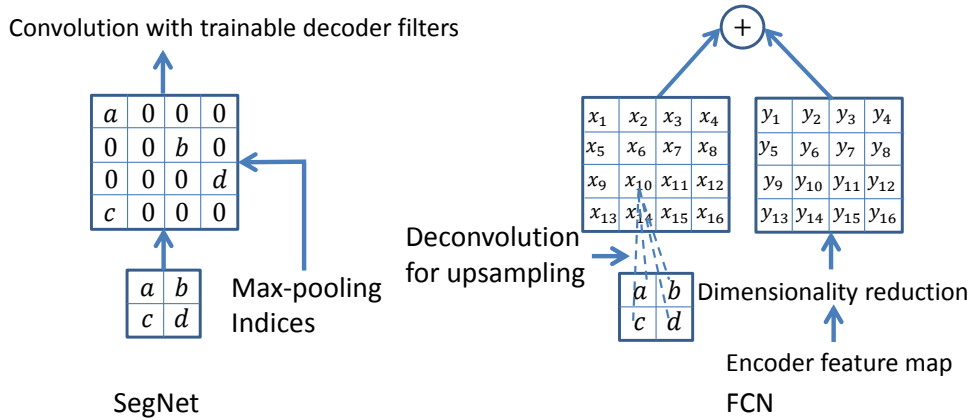 Convolution with trainable decoder filters
a 0 0 0
0 0 b 0
0 0 0 d
c 0 0 0
a b
c d
Max-pooling
Indices
SegNet
+
x₁ x₂ x₃ x₄
x₅ x₆ x₇ x₈
x₉ x₁₀ x₁₁ x₁₂
x₁₃ x₁₄ x₁₅ x₁₆
y₁ y₂ y₃ y₄
y₅ y₆ y₇ y₈
y₉ y₁₀ y₁₁ y₁₂
y₁₃ y₁₄ y₁₅ y₁₆
Deconvolution
for upsampling
a b
c d
Dimensionality reduction
Encoder feature map
FCN